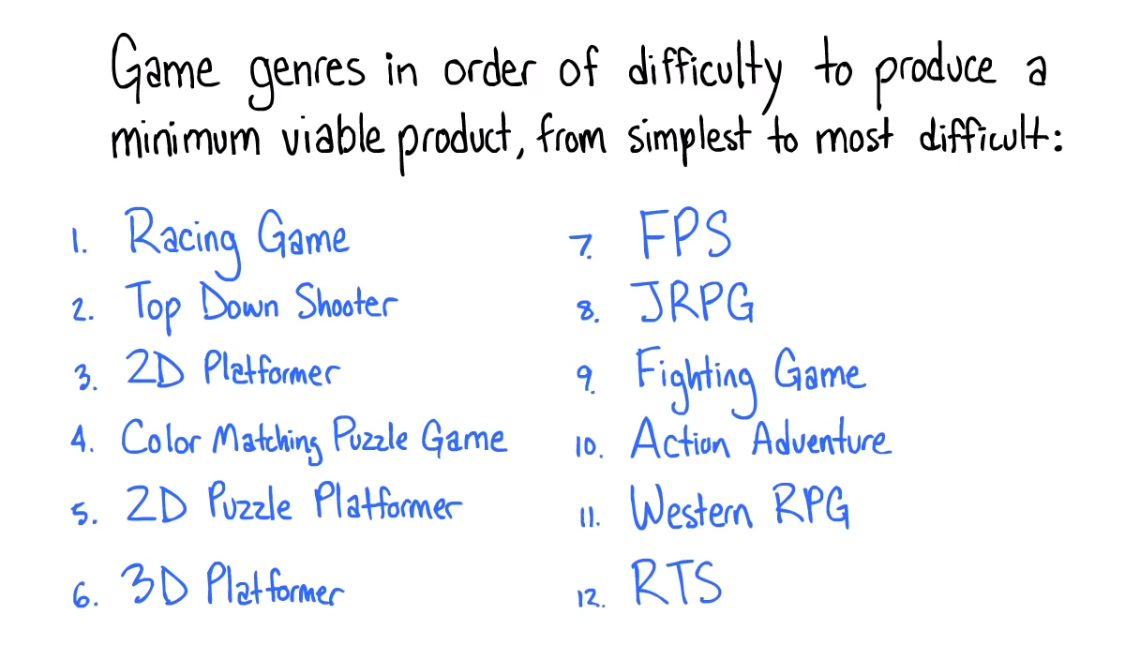 Game genres in order of difficulty to produce a
minimum viable product, from simplest to most difficult:
1. Racing Game
2. Top Down Shooter
3. 2D Platformer
4. Color Matching Puzzle Game
5. 2D Puzzle Platformer
6. 3D Platformer
7. FPS
8. JRPG
9. Fighting Game
10. Action Adventure
11. Western RPG
12. RTS